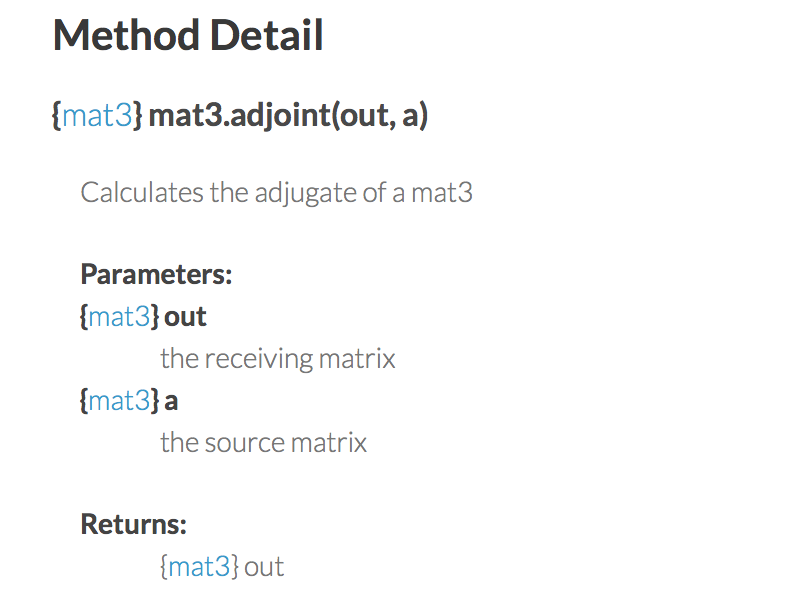 Method Detail
{mat3} mat3.adjoint(out, a)
Calculates the adjugate of a mat3
Parameters:
{mat3} out
the receiving matrix
{mat3} a
the source matrix
Returns:
{mat3} out